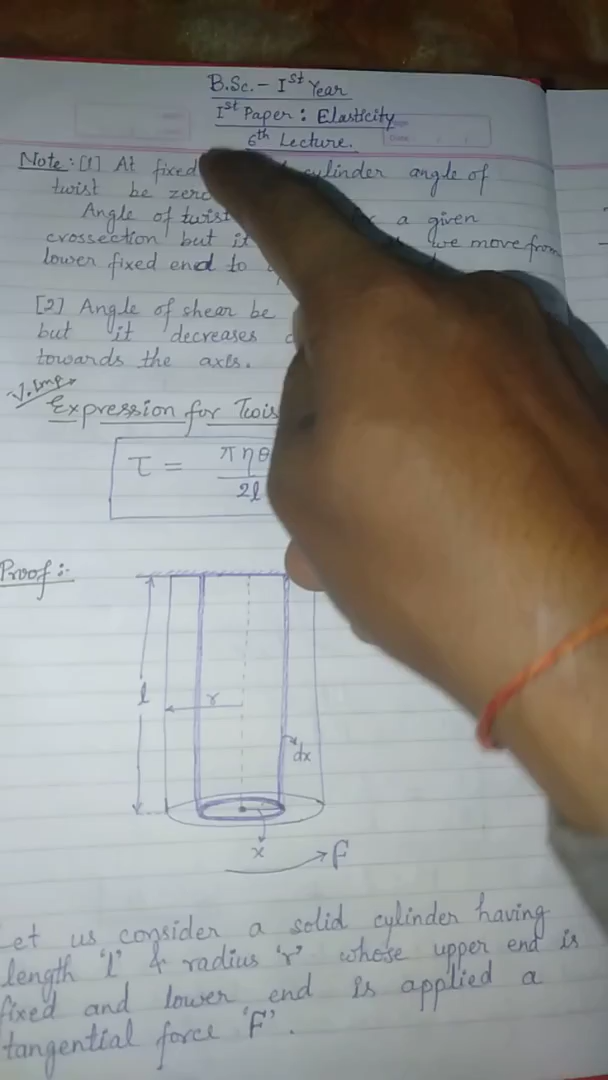 B.Sc. - Ist Year
Ist Paper : Elasticity
6th Lecture.
Note:- [1] At fixed cylinder angle of
twist be zero
Angle of twist a given
crossection but it we move from
lower fixed end to
[2] Angle of shear be
but it decreases
towards the axis.
V. Imp
Expression for Twis
τ = πηθ
2l
Proof :-
l
r
dx
x
F
Let us consider a solid cylinder having
length 'l' & radius 'r' whose upper end is
fixed and lower end is applied a
tangential force 'F'.